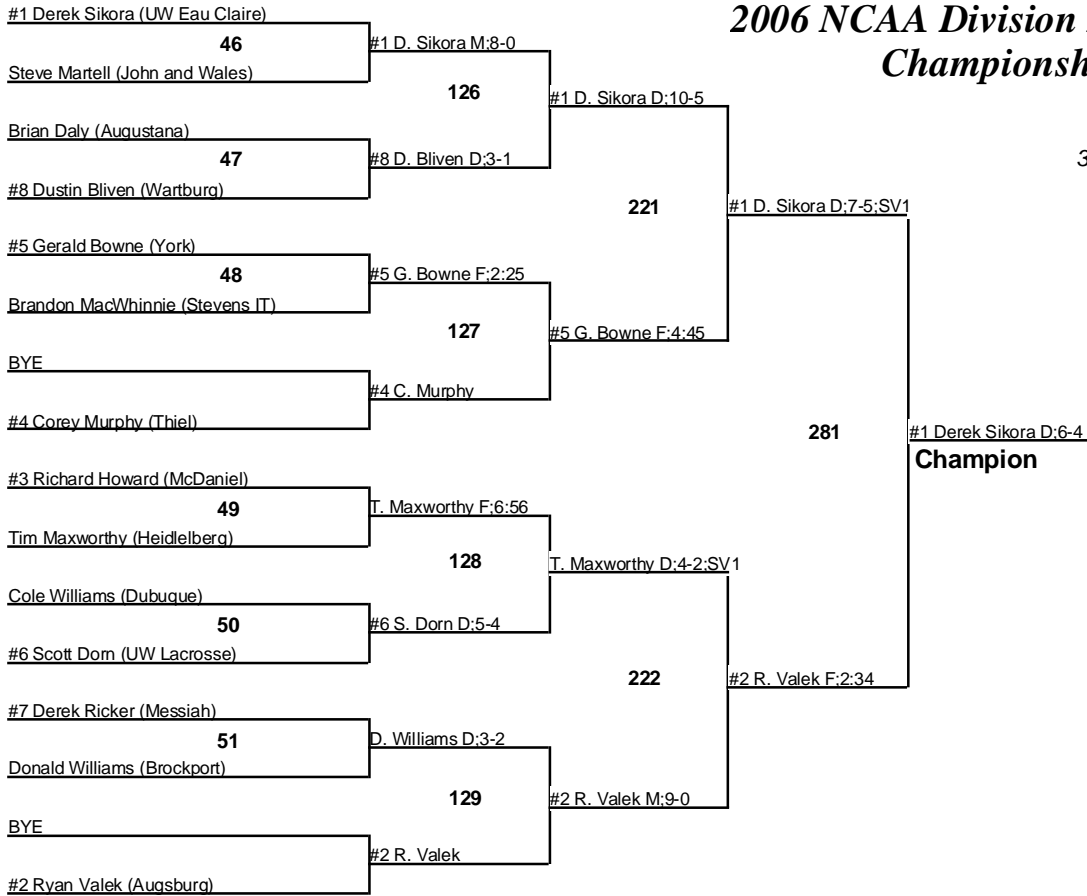 #1 Derek Sikora (UW Eau Claire)
2006 NCAA Division
46
#1 D. Sikora M;8-0
Championsh
Steve Martell (John and Wales)
126
#1 D. Sikora D;10-5
Brian Daly (Augustana)
47
#8 D. Bliven D;3-1
3
#8 Dustin Bliven (Wartburg)
221
#1 D. Sikora D;7-5;SV1
#5 Gerald Bowne (York)
48
#5 G. Bowne F;2:25
Brandon MacWhinnie (Stevens IT)
127
#5 G. Bowne F;4:45
BYE
#4 C. Murphy
#4 Corey Murphy (Thiel)
281
#1 Derek Sikora D;6-4
Champion
#3 Richard Howard (McDaniel)
49
T. Maxworthy F;6:56
Tim Maxworthy (Heidlelberg)
128
T. Maxworthy D;4-2;SV1
Cole Williams (Dubuque)
50
#6 S. Dorn D;5-4
#6 Scott Dorn (UW Lacrosse)
222
#2 R. Valek F;2:34
#7 Derek Ricker (Messiah)
51
D. Williams D;3-2
Donald Williams (Brockport)
129
#2 R. Valek M;9-0
BYE
#2 R. Valek
#2 Ryan Valek (Augsburg)